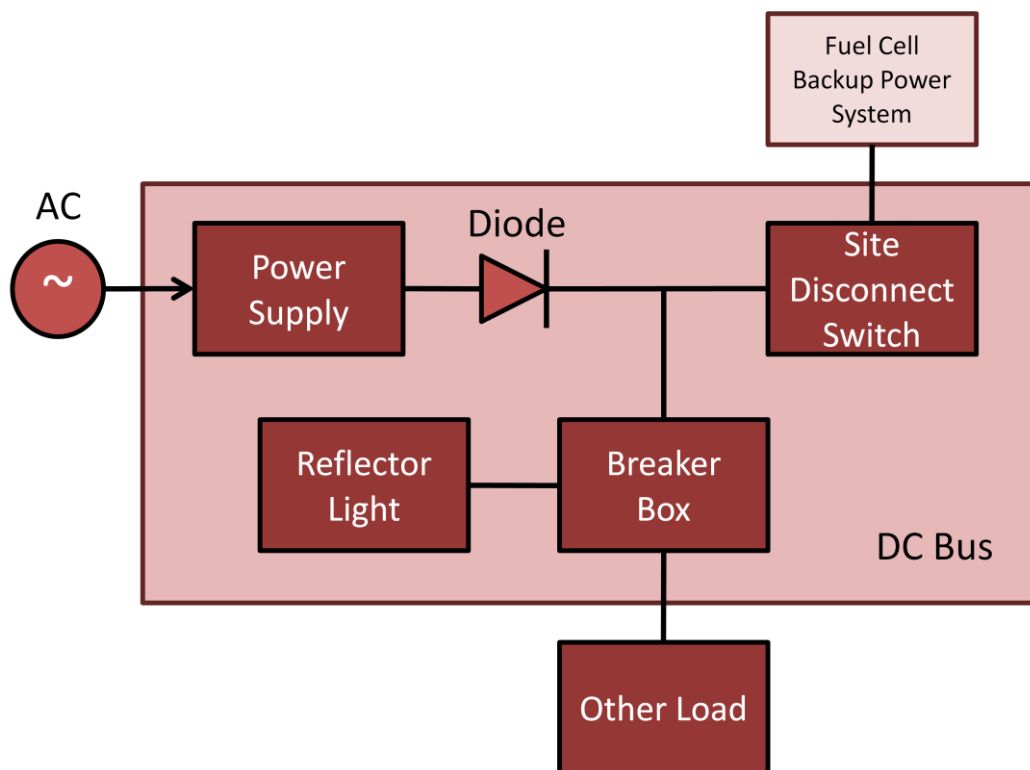 Fuel Cell
Backup Power
System
AC
~
Diode
Power
Supply
Site
Disconnect
Switch
Reflector
Light
Breaker
Box
DC Bus
Other Load